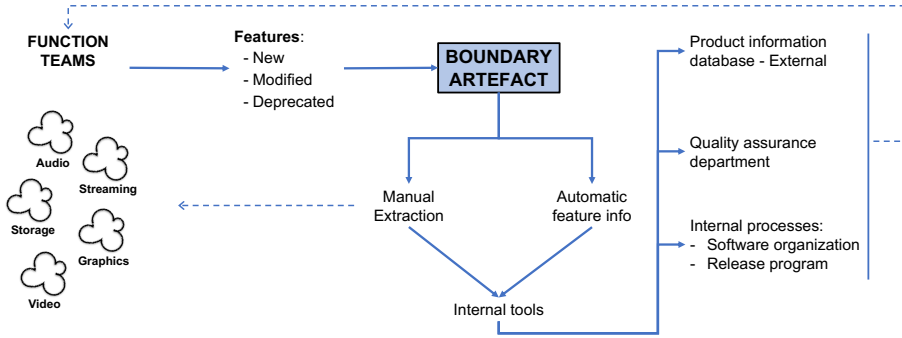 FUNCTION
TEAMS
Features:
- New
- Modified
- Deprecated
BOUNDARY
ARTEFACT
Product information
database - External
Audio
Streaming
Storage
Graphics
Video
Manual
Extraction
Automatic
feature info
Internal tools
Quality assurance
department
Internal processes:
- Software organization
- Release program